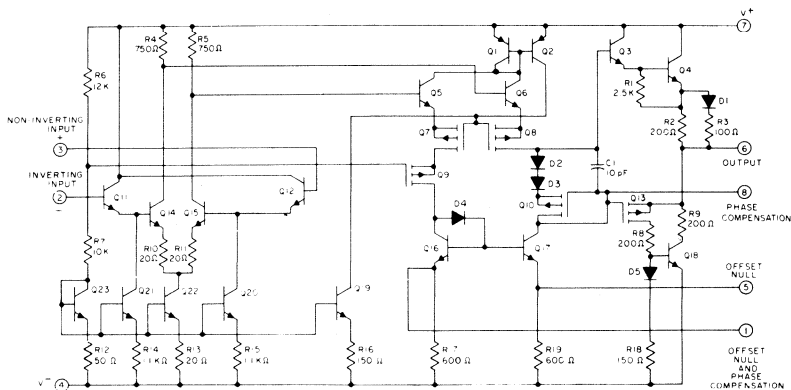 V+
7
R4
750Ω
R5
750Ω
Q1
Q2
Q3
Q4
R6
12K
Q5
Q6
R1
2.5K
D1
R2
200Ω
R3
100Ω
NON-INVERTING
INPUT
+
3
Q7
Q8
6
OUTPUT
INVERTING
INPUT
2
−
Q11
Q14
Q15
Q12
Q9
D2
D3
C1
10pF
Q10
Q13
8
PHASE
COMPENSATION
D4
R10
20Ω
R11
20Ω
R7
10K
Q16
Q17
R8
200Ω
R9
200Ω
Q18
D5
Q23
Q21
Q22
Q20
Q19
OFFSET
NULL
5
1
R12
50Ω
R14
1.1KΩ
R13
20Ω
R15
1.1KΩ
R16
150Ω
R17
600Ω
R19
600Ω
R18
150Ω
OFFSET
NULL
AND
PHASE
COMPENSATION
V−
4